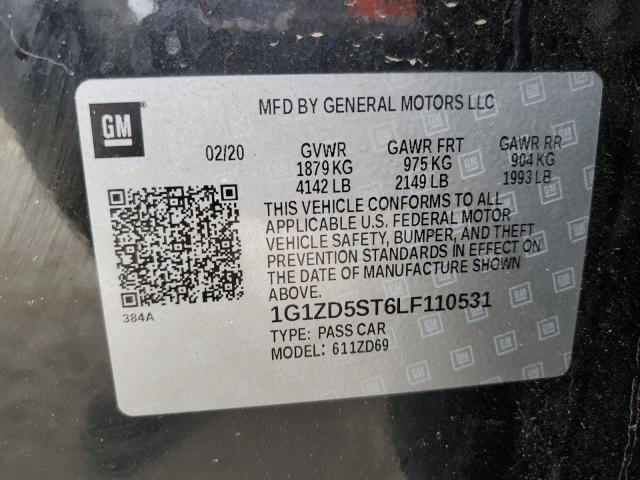 GM
MFD BY GENERAL MOTORS LLC
02/20 GVWR GAWR FRT GAWR RR
1879 KG 975 KG 904 KG
4142 LB 2149 LB 1993 LB
THIS VEHICLE CONFORMS TO ALL
APPLICABLE U.S. FEDERAL MOTOR
VEHICLE SAFETY, BUMPER, AND THEFT
PREVENTION STANDARDS IN EFFECT ON
THE DATE OF MANUFACTURE SHOWN
ABOVE.
384A
1G1ZD5ST6LF110531
TYPE: PASS CAR
MODEL: 611ZD69